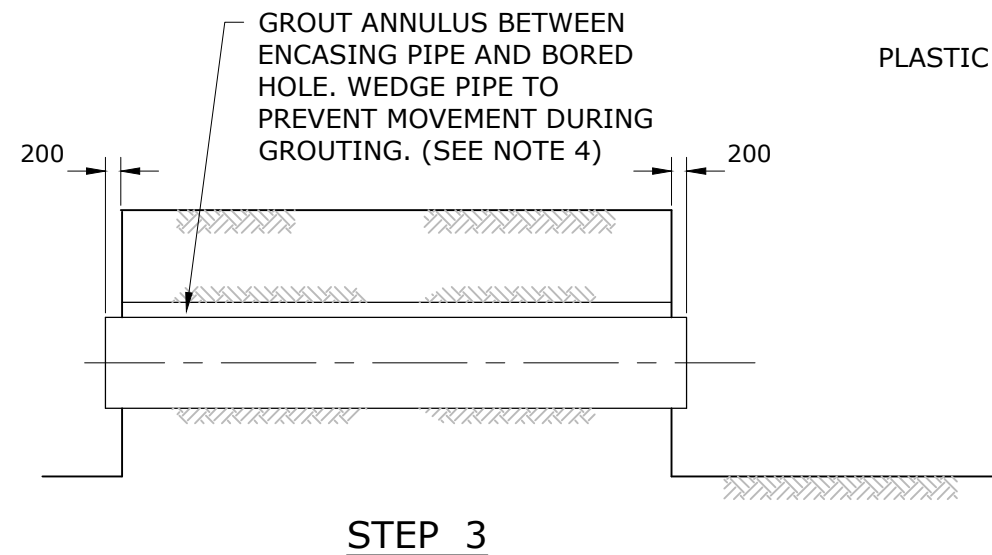 GROUT ANNULUS BETWEEN
ENCASING PIPE AND BORED
HOLE. WEDGE PIPE TO
PREVENT MOVEMENT DURING
GROUTING. (SEE NOTE 4)
PLASTIC
200
200
STEP 3